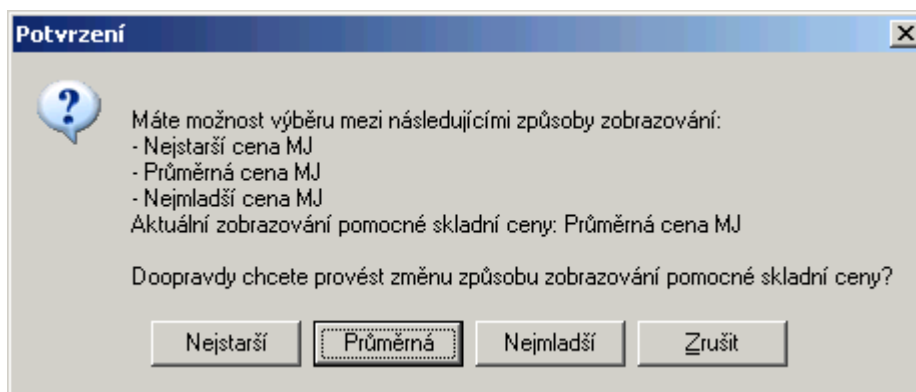 Potvrzení
Máte možnost výběru mezi následujícími způsoby zobrazování:
- Nejstarší cena MJ
- Průměrná cena MJ
- Nejmladší cena MJ
Aktuální zobrazování pomocné skladní ceny: Průměrná cena MJ
Doopravdy chcete provést změnu způsobu zobrazování pomocné skladní ceny?
Nejstarší Průměrná Nejmladší Zrušit